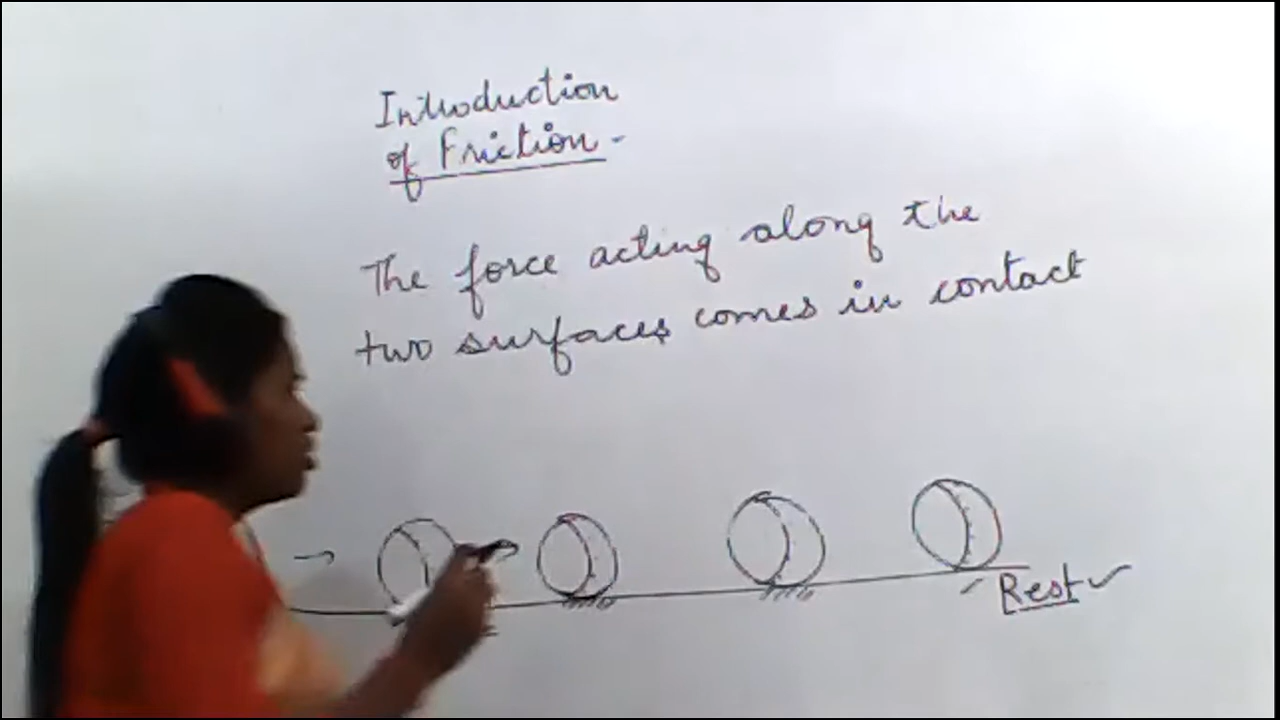 Introduction
of Friction -
The force acting along the
two surfaces comes in contact
Rest